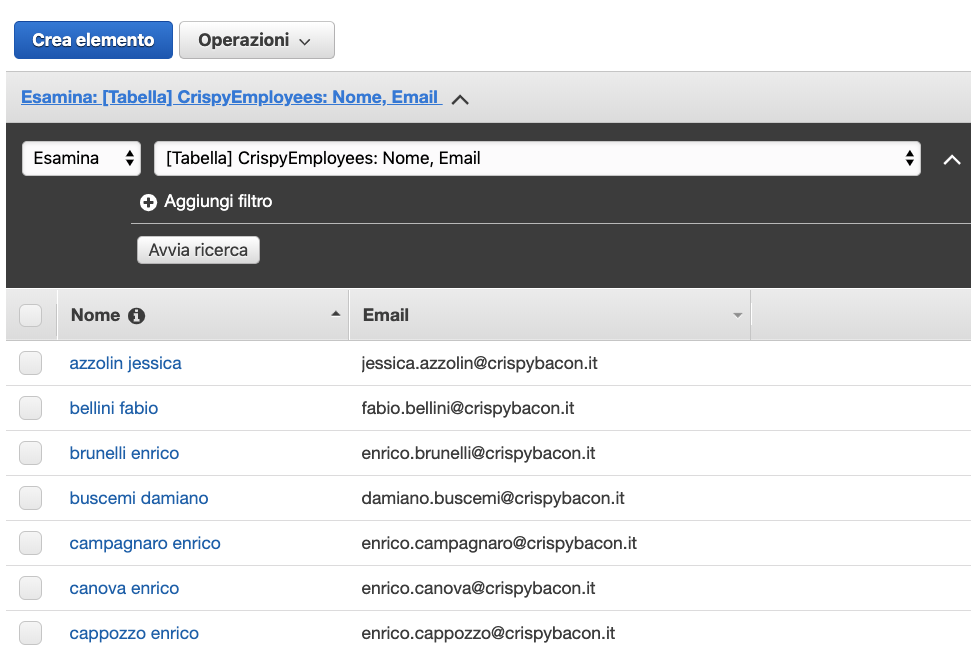 Crea elemento Operazioni
Esamina: [Tabella] CrispyEmployees: Nome, Email
Esamina [Tabella] CrispyEmployees: Nome, Email
Aggiungi filtro
Avvia ricerca
Nome Email
azzolin jessica jessica.azzolin@crispybacon.it
bellini fabio fabio.bellini@crispybacon.it
brunelli enrico enrico.brunelli@crispybacon.it
buscemi damiano damiano.buscemi@crispybacon.it
campagnaro enrico enrico.campagnaro@crispybacon.it
canova enrico enrico.canova@crispybacon.it
cappozzo enrico enrico.cappozzo@crispybacon.it